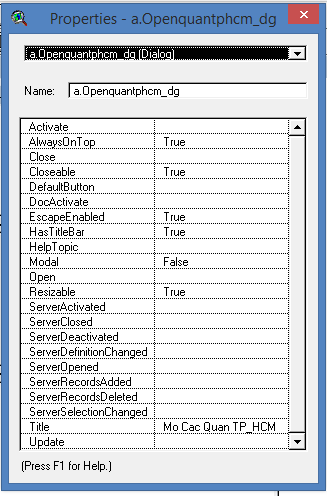 Properties - a.Openquantphcm_dg
a.Openquantphcm_dg (Dialog)
Name: a.Openquantphcm_dg
Activate
AlwaysOnTop True
Close
Closeable True
DefaultButton
DocActivate
EscapeEnabled True
HasTitleBar True
HelpTopic
Modal False
Open
Resizable True
ServerActivated
ServerClosed
ServerDeactivated
ServerDefinitionChanged
ServerOpened
ServerRecordsAdded
ServerRecordsDeleted
ServerSelectionChanged
Title Mo Cac Quan TP_HCM
Update
(Press F1 for Help.)